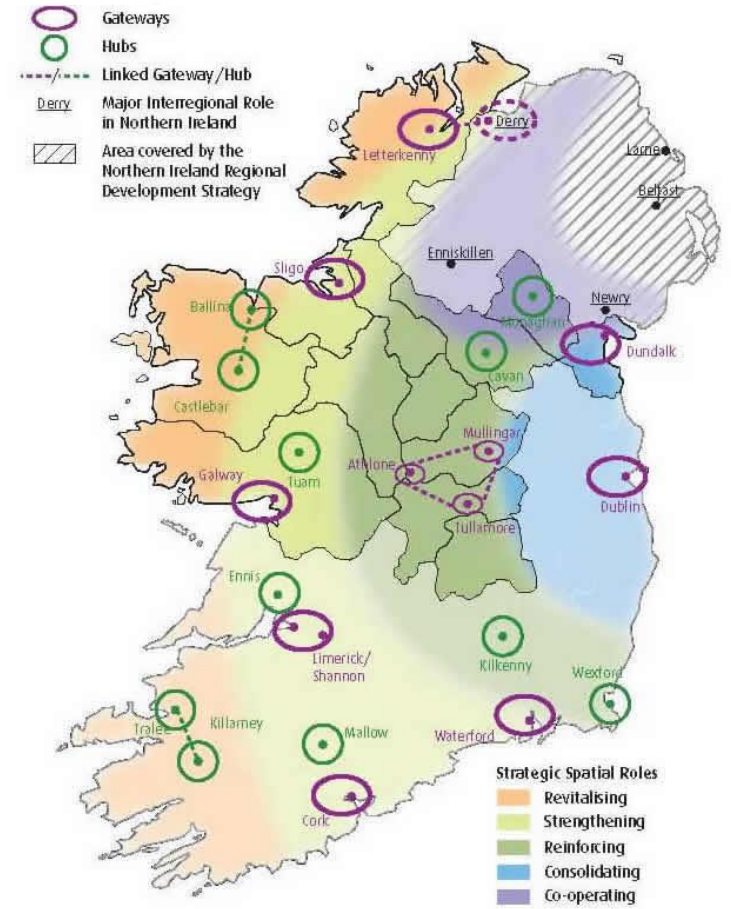 Gateways
Hubs
Linked Gateway/Hub
Derry
Major Interregional Role
in Northern Ireland
Area covered by the
Northern Ireland Regional
Development Strategy
Derry
Letterkenny
Larne
Belfast
Enniskillen
Sligo
Ballina
Newry
Monaghan
Dundalk
Cavan
Castlebar
Mullingar
Athlone
Galway
Tuam
Tullamore
Dublin
Ennis
Limerick/
Shannon
Kilkenny
Wexford
Tralee
Killarney
Mallow
Waterford
Cork
Strategic Spatial Roles
Revitalising
Strengthening
Reinforcing
Consolidating
Co-operating